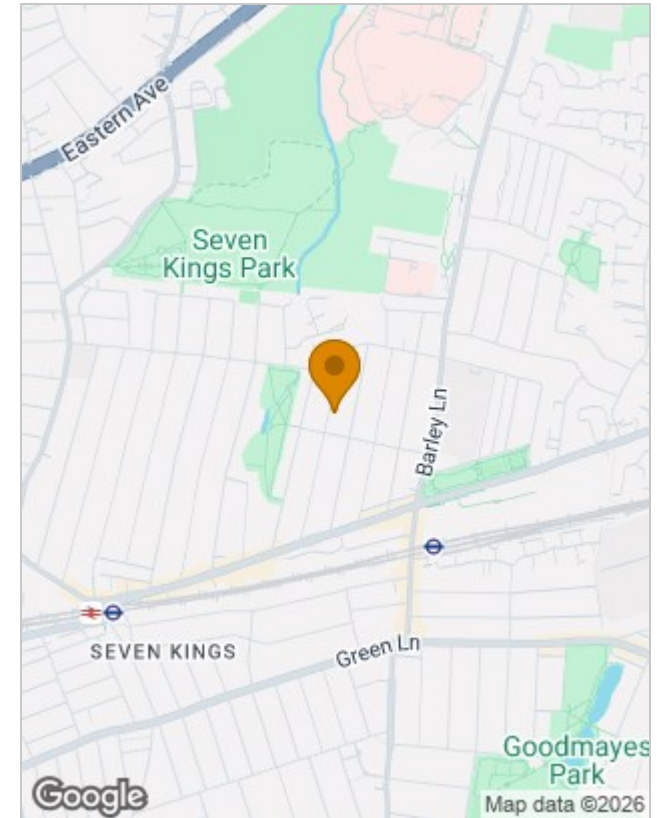 Eastern Ave
Seven
Kings Park
Barley Ln
SEVEN KINGS
Green Ln
Goodmayes
Park
Google
Map data ©2026